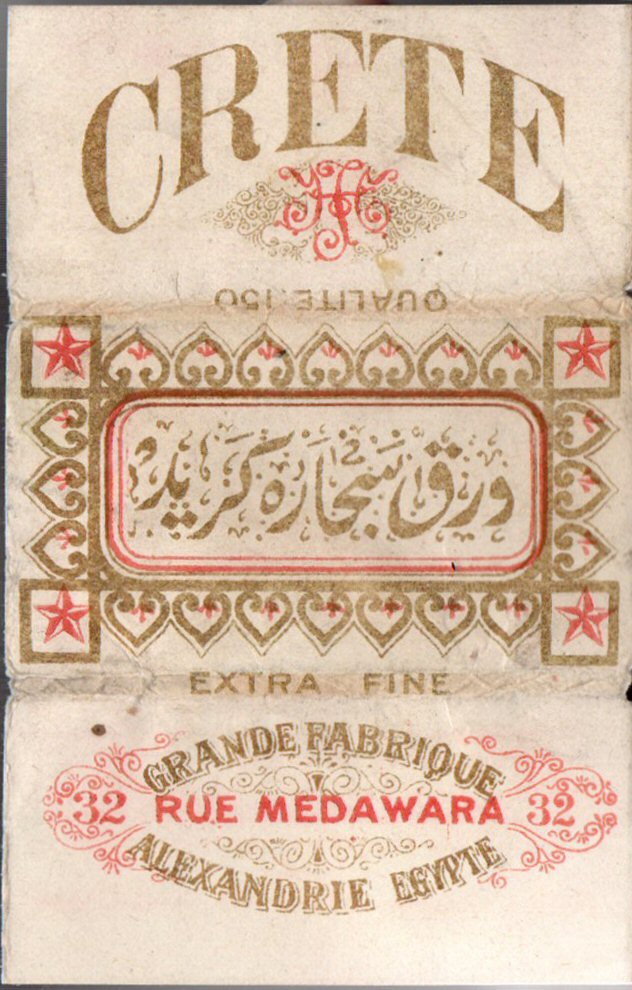 CRETE
QUALITE: 150
ورق سيجاره كريد
EXTRA FINE
GRANDE FABRIQUE
32 RUE MEDAWARA 32
ALEXANDRIE EGYPTE